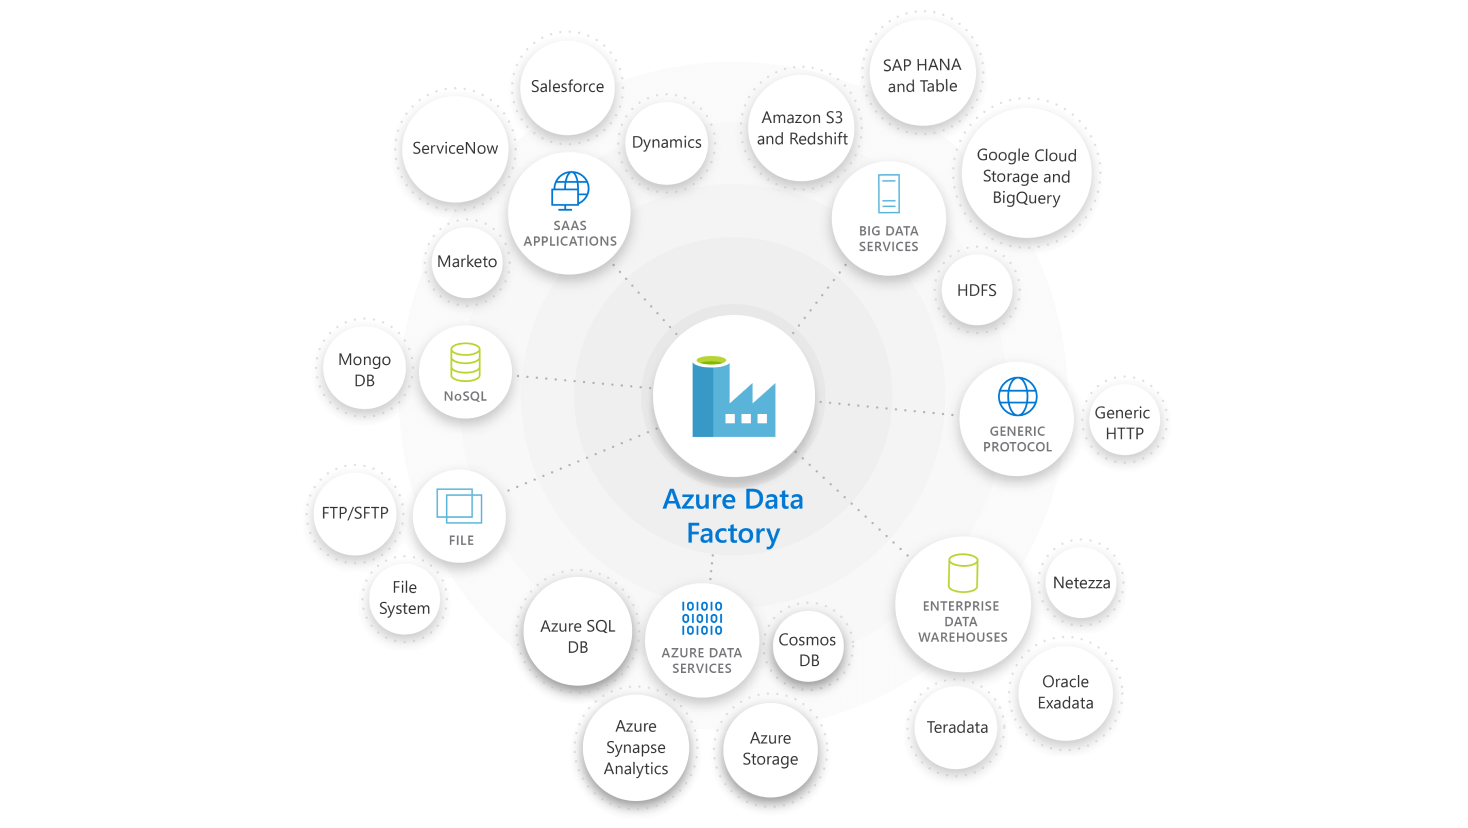 Salesforce
ServiceNow
Dynamics
SAAS
APPLICATIONS
Marketo
Amazon S3
and Redshift
SAP HANA
and Table
Google Cloud
Storage and
BigQuery
BIG DATA
SERVICES
HDFS
Mongo
DB
NoSQL
GENERIC
PROTOCOL
Generic
HTTP
FTP/SFTP
FILE
File
System
Azure Data
Factory
Azure SQL
DB
AZURE DATA
SERVICES
Cosmos
DB
Azure
Synapse
Analytics
Azure
Storage
ENTERPRISE
DATA
WAREHOUSES
Netezza
Oracle
Exadata
Teradata
IOIOIO
OIOIOI
IOIOIO